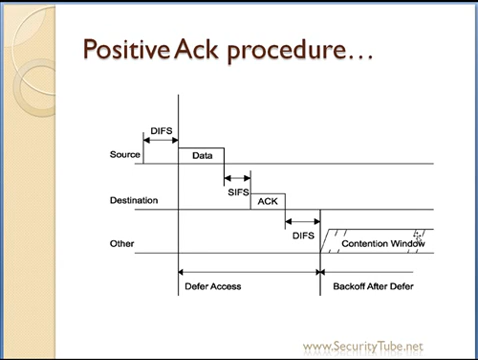 Positive Ack procedure...
DIFS
Source
Data
SIFS
Destination
ACK
DIFS
Other
Contention Window
Defer Access
Backoff After Defer
www.SecurityTube.net